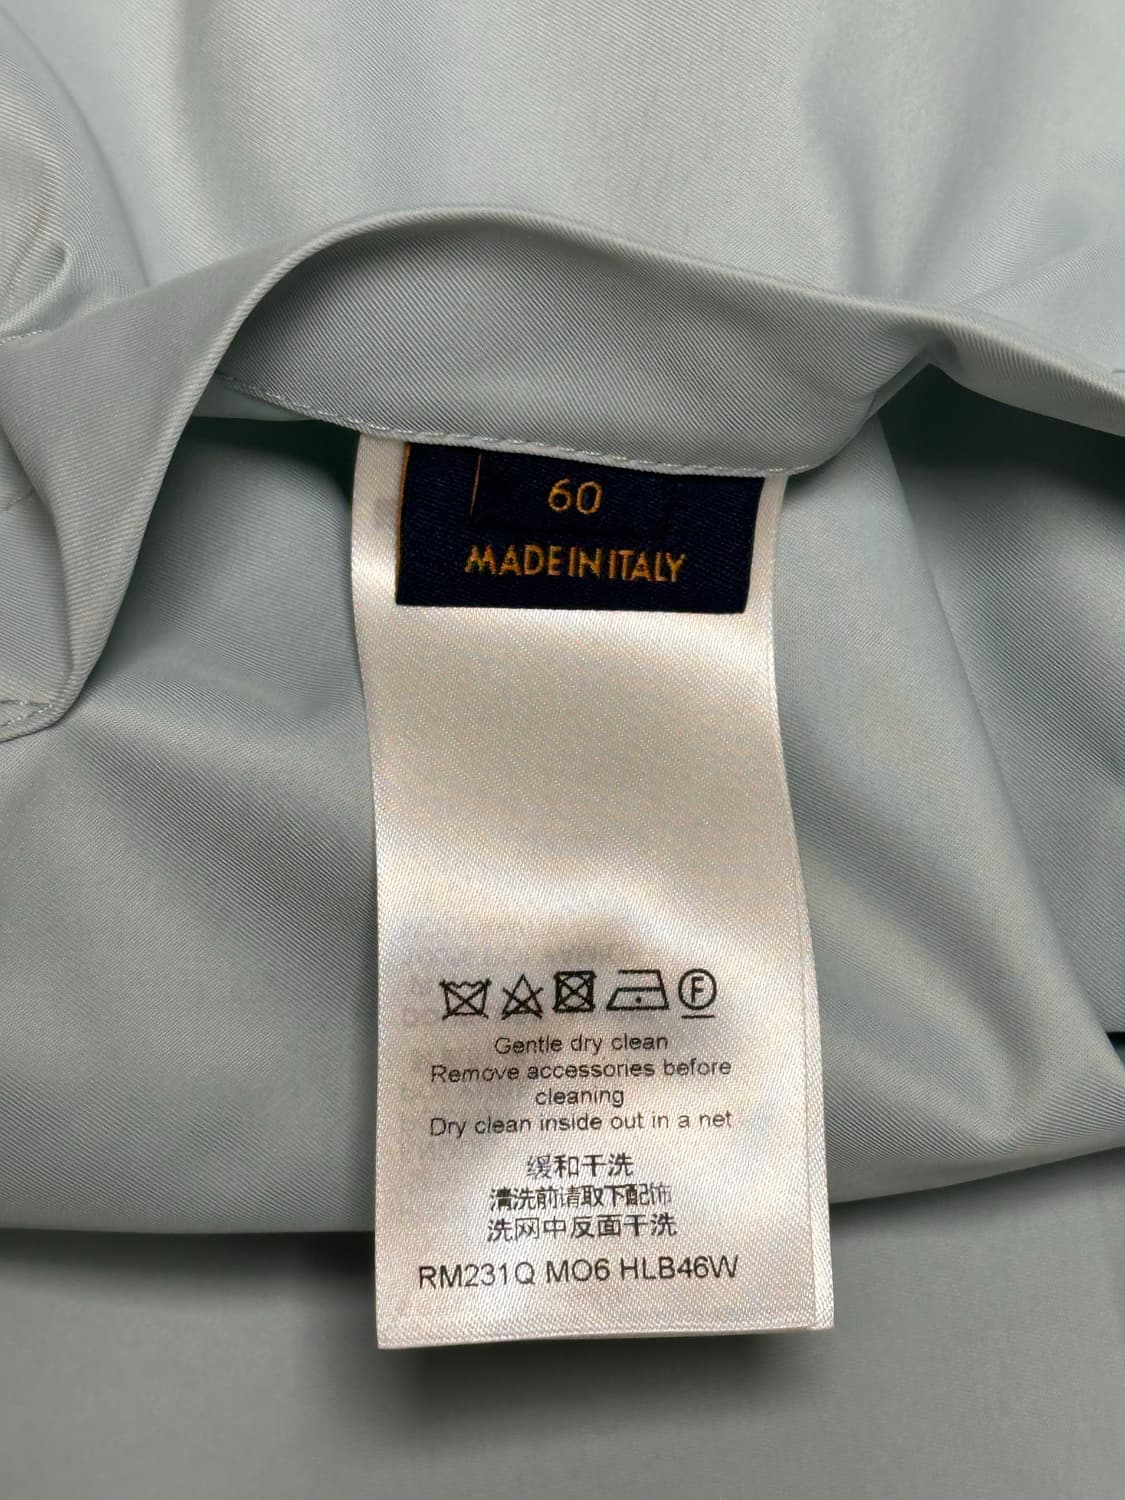 60
MADE IN ITALY
F
Gentle dry clean
Remove accessories before
cleaning
Dry clean inside out in a net
缓和干洗
清洗前请取下配饰
洗网中反面干洗
RM231Q MO6 HLB46W